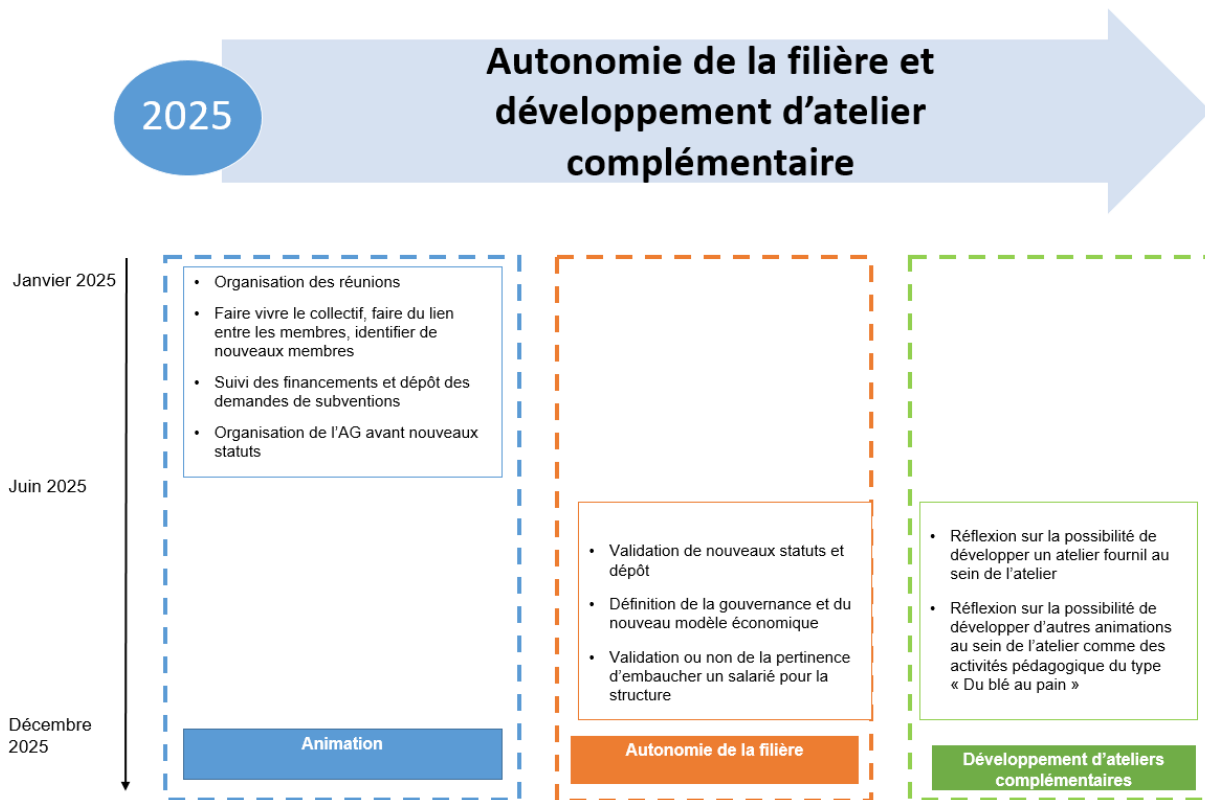 2025
Autonomie de la filière et
développement d'atelier
complémentaire
Janvier 2025
Juin 2025
Décembre
2025
• Organisation des réunions
• Faire vivre le collectif, faire du lien
entre les membres, identifier de
nouveaux membres
• Suivi des financements et dépôt des
demandes de subventions
• Organisation de l'AG avant nouveaux
statuts
Animation
• Validation de nouveaux statuts et
dépôt
• Définition de la gouvernance et du
nouveau modèle économique
• Validation ou non de la pertinence
d'embaucher un salarié pour la
structure
Autonomie de la filière
• Réflexion sur la possibilité de
développer un atelier fournil au
sein de l'atelier
• Réflexion sur la possibilité de
développer d'autres animations
au sein de l'atelier comme des
activités pédagogique du type
« Du blé au pain »
Développement d'ateliers
complémentaires